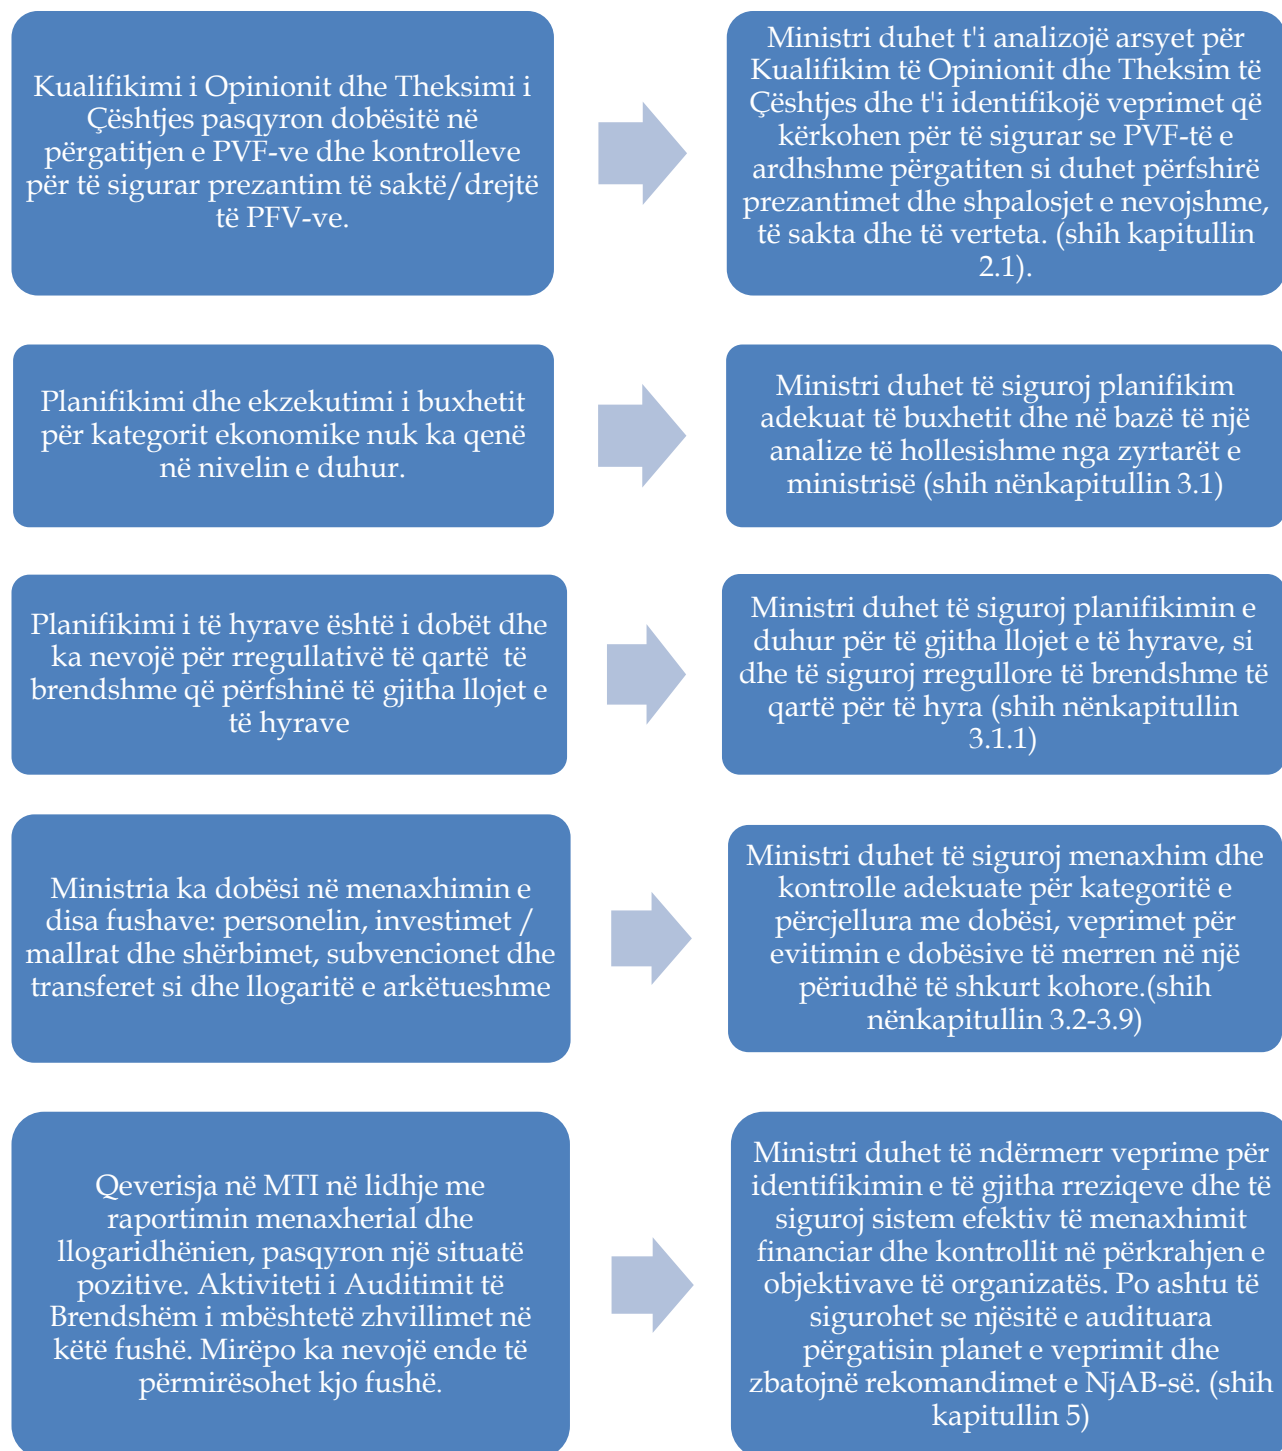 Kualifikimi i Opinionit dhe Theksimi i
Çështjes pasqyron dobësitë në
përgatitjen e PVF-ve dhe kontrolleve
për të sigurar prezantim të saktë/drejtë
të PFV-ve.
Ministri duhet t'i analizojë arsyet për
Kualifikim të Opinionit dhe Theksim të
Çështjes dhe t'i identifikojë veprimet që
kërkohen për të sigurar se PVF-të e
ardhshme përgatiten si duhet përfshirë
prezantimet dhe shpalosjet e nevojshme,
të sakta dhe të verteta. (shih kapitullin
2.1).
Planifikimi dhe ekzekutimi i buxhetit
për kategorit ekonomike nuk ka qenë
në nivelin e duhur.
Ministri duhet të siguroj planifikim
adekuat të buxhetit dhe në bazë të një
analize të hollesishme nga zyrtarët e
ministrisë (shih nënkapitullin 3.1)
Planifikimi i të hyrave është i dobët dhe
ka nevojë për rregullativë të qartë të
brendshme që përfshinë të gjitha llojet e
të hyrave
Ministri duhet të siguroj planifikimin e
duhur për të gjitha llojet e të hyrave, si
dhe të siguroj rregullore të brendshme të
qartë për të hyra (shih nënkapitullin
3.1.1)
Ministria ka dobësi në menaxhimin e
disa fushave: personelin, investimet /
mallrat dhe shërbimet, subvencionet dhe
transferet si dhe llogaritë e arkëtueshme
Ministri duhet të siguroj menaxhim dhe
kontrolle adekuate për kategoritë e
përcjellura me dobësi, veprimet për
evitimin e dobësive të merren në një
përiudhë të shkurt kohore.(shih
nënkapitullin 3.2-3.9)
Qeverisja në MTI në lidhje me
raportimin menaxherial dhe
llogaridhënien, pasqyron një situatë
pozitive. Aktiviteti i Auditimit të
Brendshëm i mbështetë zhvillimet në
këtë fushë. Mirëpo ka nevojë ende të
përmirësohet kjo fushë.
Ministri duhet të ndërmerr veprime për
identifikimin e të gjitha rreziqeve dhe të
siguroj sistem efektiv të menaxhimit
financiar dhe kontrollit në përkrahjen e
objektivave të organizatës. Po ashtu të
sigurohet se njësitë e audituara
përgatisin planet e veprimit dhe
zbatojnë rekomandimet e NjAB-së. (shih
kapitullin 5)